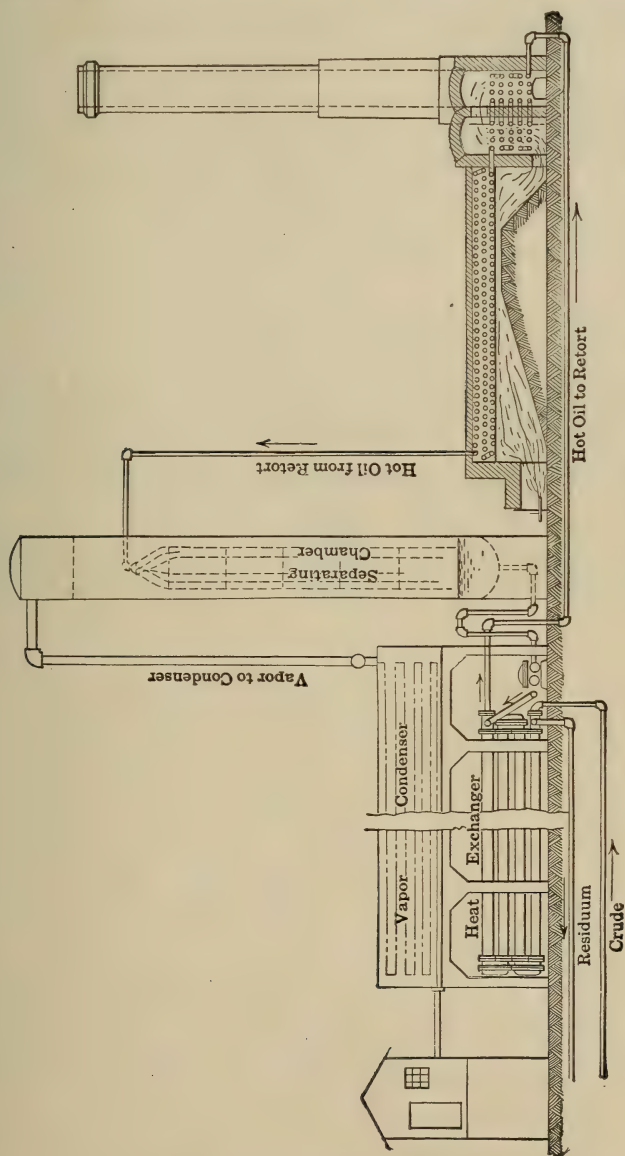 Hot Oil to Retort
Hot Oil from Retort
Separating
Chamber
Vapor to Condenser
Vapor Condenser
Heat Exchanger
Residuum
Crude